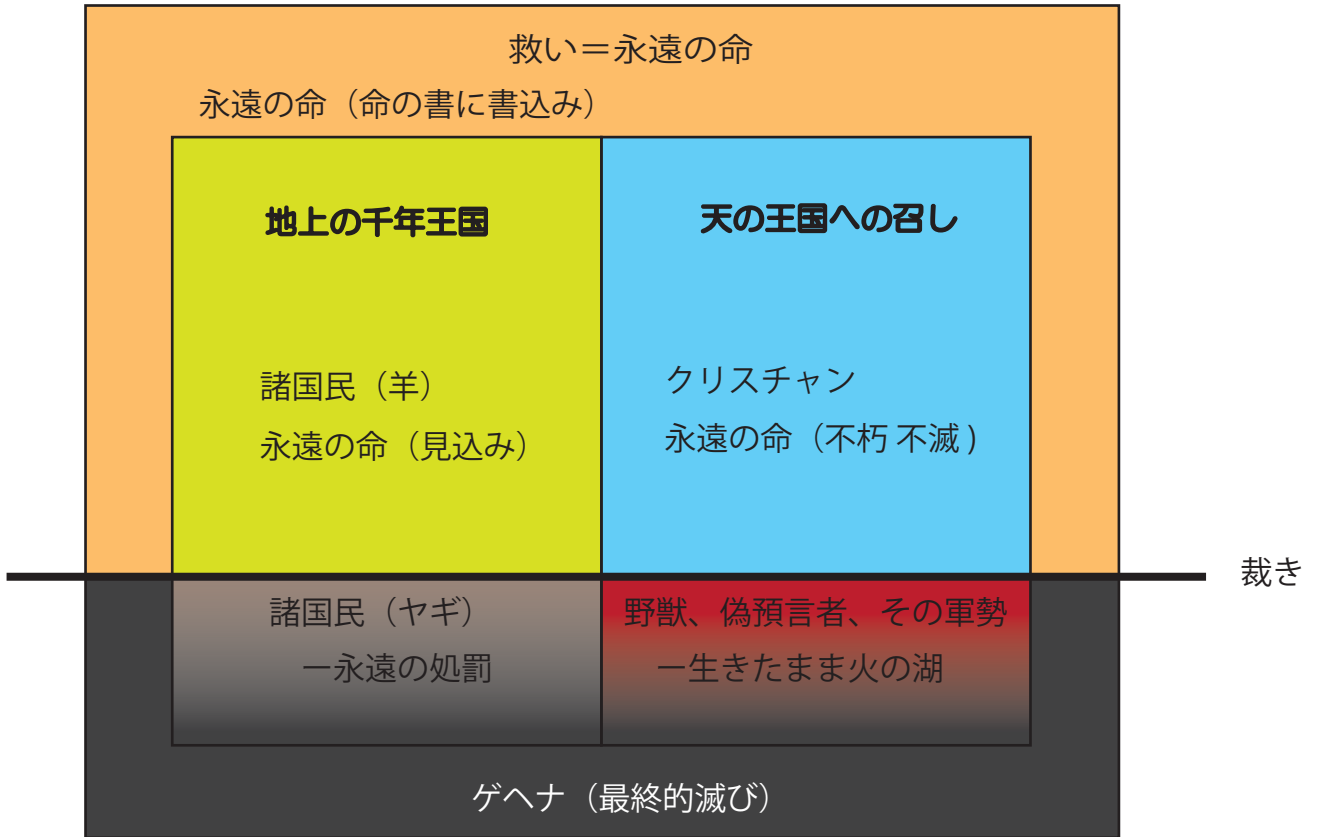 救い＝永遠の命
永遠の命（命の書に書込み）
地上の千年王国
天の王国への召し
諸国民（羊）
永遠の命（見込み）
クリスチャン
永遠の命（不朽 不滅 )
裁き
諸国民（ヤギ）
ー永遠の処罰
野獣、偽預言者、その軍勢
ー生きたまま火の湖
ゲヘナ（最終的滅び）